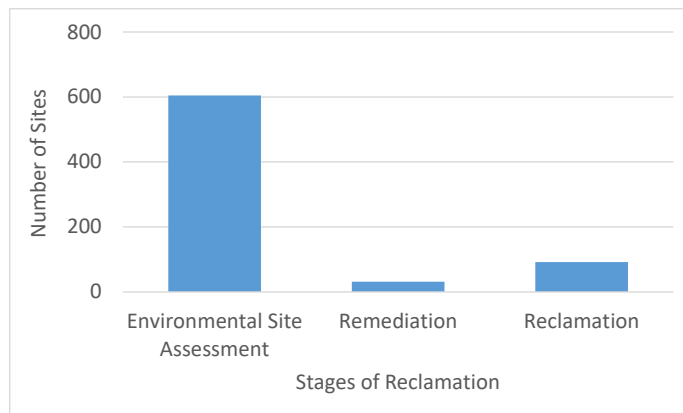 800
600
400
200
0
Number of Sites
Environmental Site
Assessment
Remediation
Reclamation
Stages of Reclamation